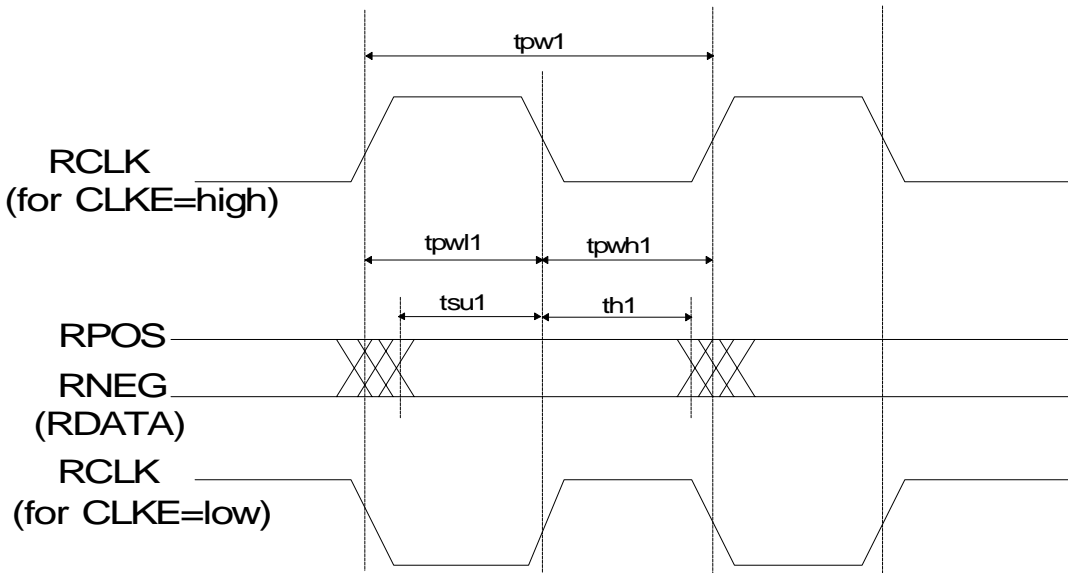 tpw1
RCLK
(for CLKE=high)
tpwl1
tpwh1
tsu1
th1
RPOS
RNEG
(RDATA)
RCLK
(for CLKE=low)